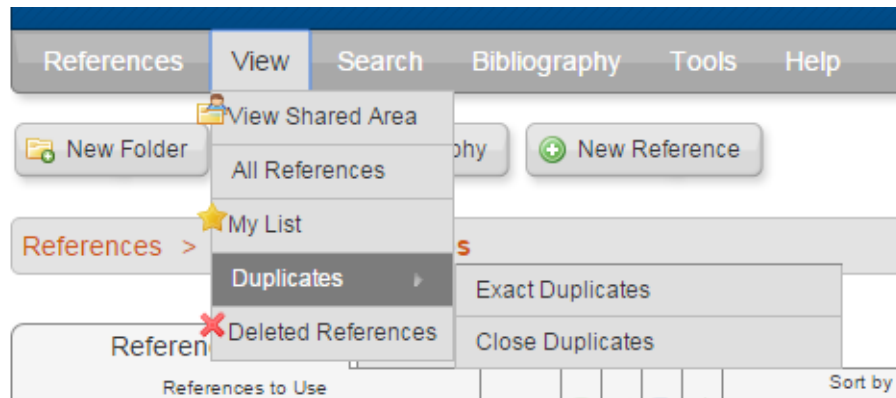 References View Search Bibliography Tools Help
View Shared Area
New Folder phy New Reference
All References
My List
References > s
Duplicates
Exact Duplicates
Deleted References
Close Duplicates
Referen
References to Use
Sort by